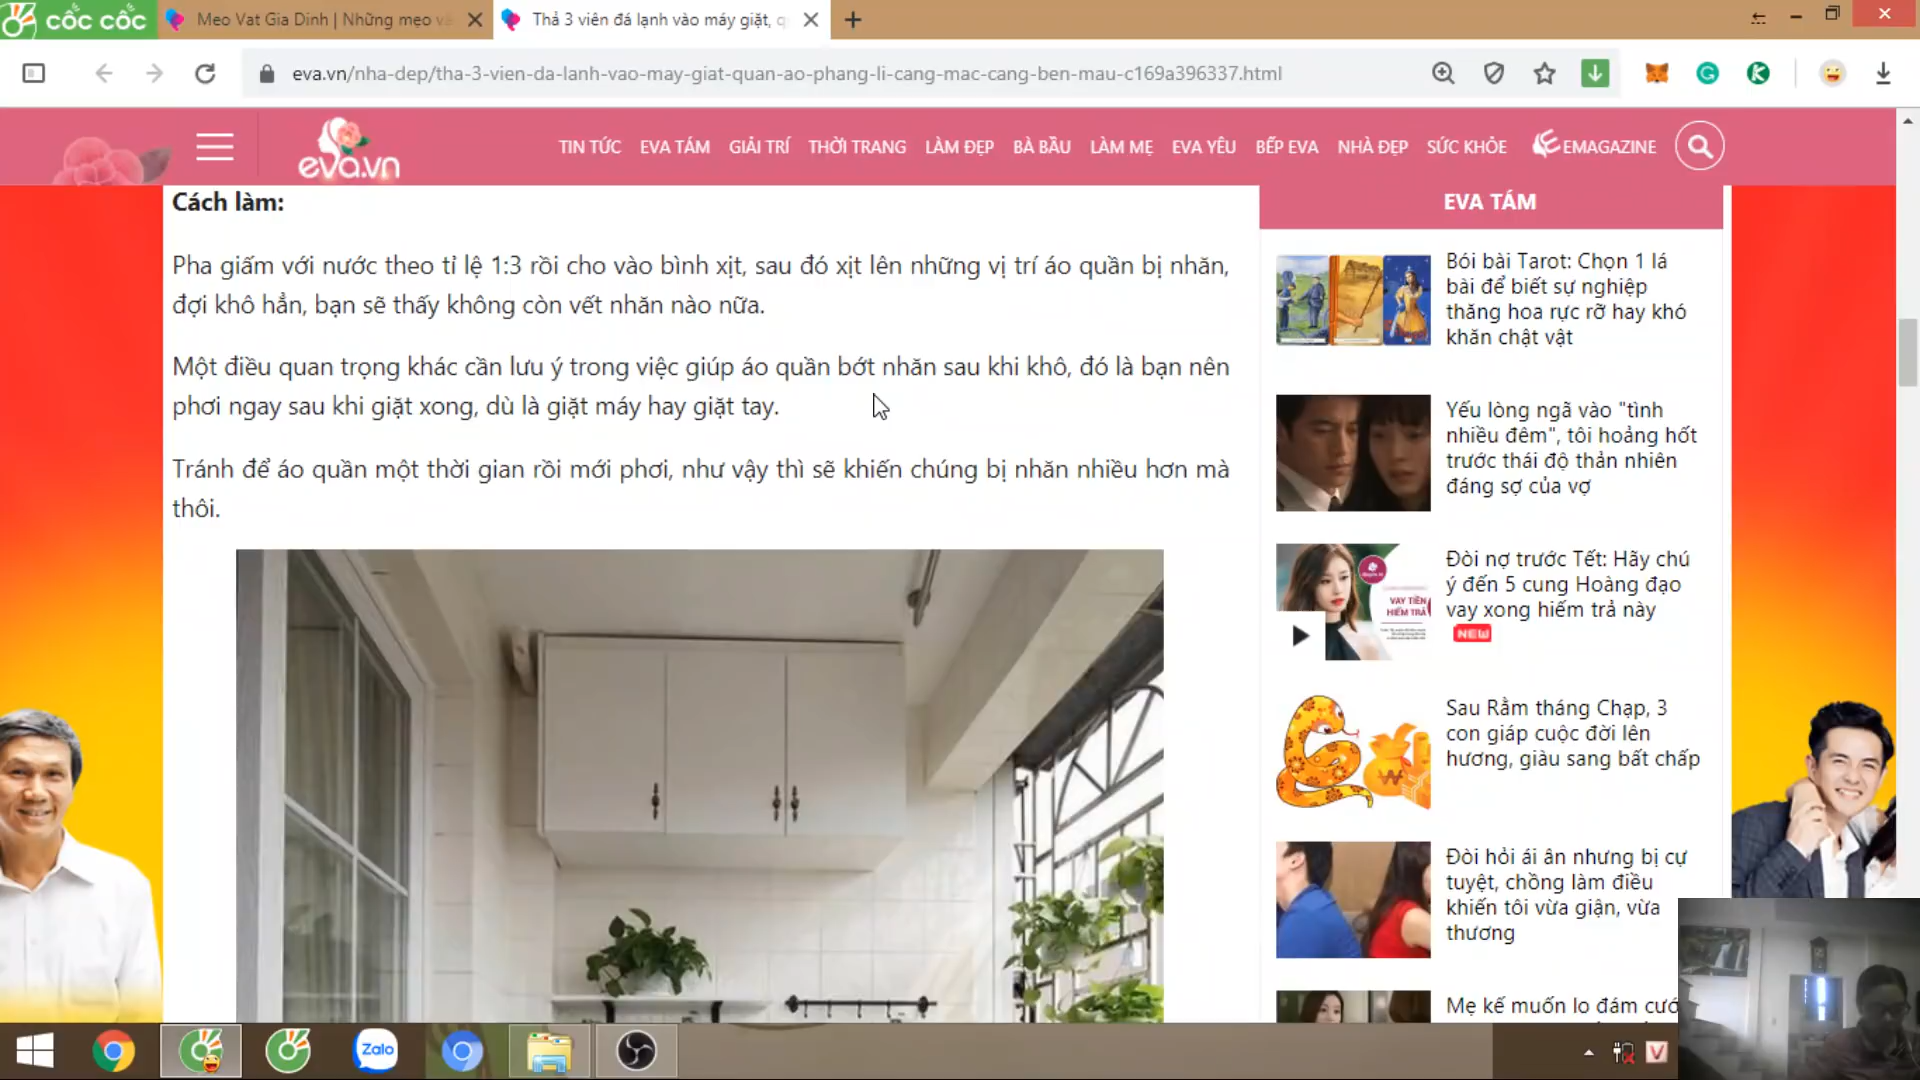 cốc cốc
Meo Vat Gia Dinh | Những mẹo vă
Thả 3 viên đá lạnh vào máy giặt, q
eva.vn/nha-dep/tha-3-vien-da-lanh-vao-may-giat-quan-ao-phang-li-cang-mac-cang-ben-mau-c169a396337.html
eva.vn
TIN TỨC EVA TÁM GIẢI TRÍ THỜI TRANG LÀM ĐẸP BÀ BẦU LÀM MẸ EVA YÊU BẾP EVA NHÀ ĐẸP SỨC KHỎE EMAGAZINE
Cách làm:
Pha giấm với nước theo tỉ lệ 1:3 rồi cho vào bình xịt, sau đó xịt lên những vị trí áo quần bị nhăn,
đợi khô hẳn, bạn sẽ thấy không còn vết nhăn nào nữa.
Một điều quan trọng khác cần lưu ý trong việc giúp áo quần bớt nhăn sau khi khô, đó là bạn nên
phơi ngay sau khi giặt xong, dù là giặt máy hay giặt tay.
Tránh để áo quần một thời gian rồi mới phơi, như vậy thì sẽ khiến chúng bị nhăn nhiều hơn mà
thôi.
EVA TÁM
Bói bài Tarot: Chọn 1 lá
bài để biết sự nghiệp
thăng hoa rực rỡ hay khó
khăn chật vật
Yếu lòng ngã vào "tình
nhiều đêm", tôi hoảng hốt
trước thái độ thản nhiên
đáng sợ của vợ
VAY TIỀN
HIẾM TRẢ
Đòi nợ trước Tết: Hãy chú
ý đến 5 cung Hoàng đạo
vay xong hiếm trả này
NEW
Sau Rằm tháng Chạp, 3
con giáp cuộc đời lên
hương, giàu sang bất chấp
Đòi hỏi ái ân nhưng bị cự
tuyệt, chồng làm điều
khiến tôi vừa giận, vừa
thương
Mẹ kế muốn lo đám cướ
Zalo